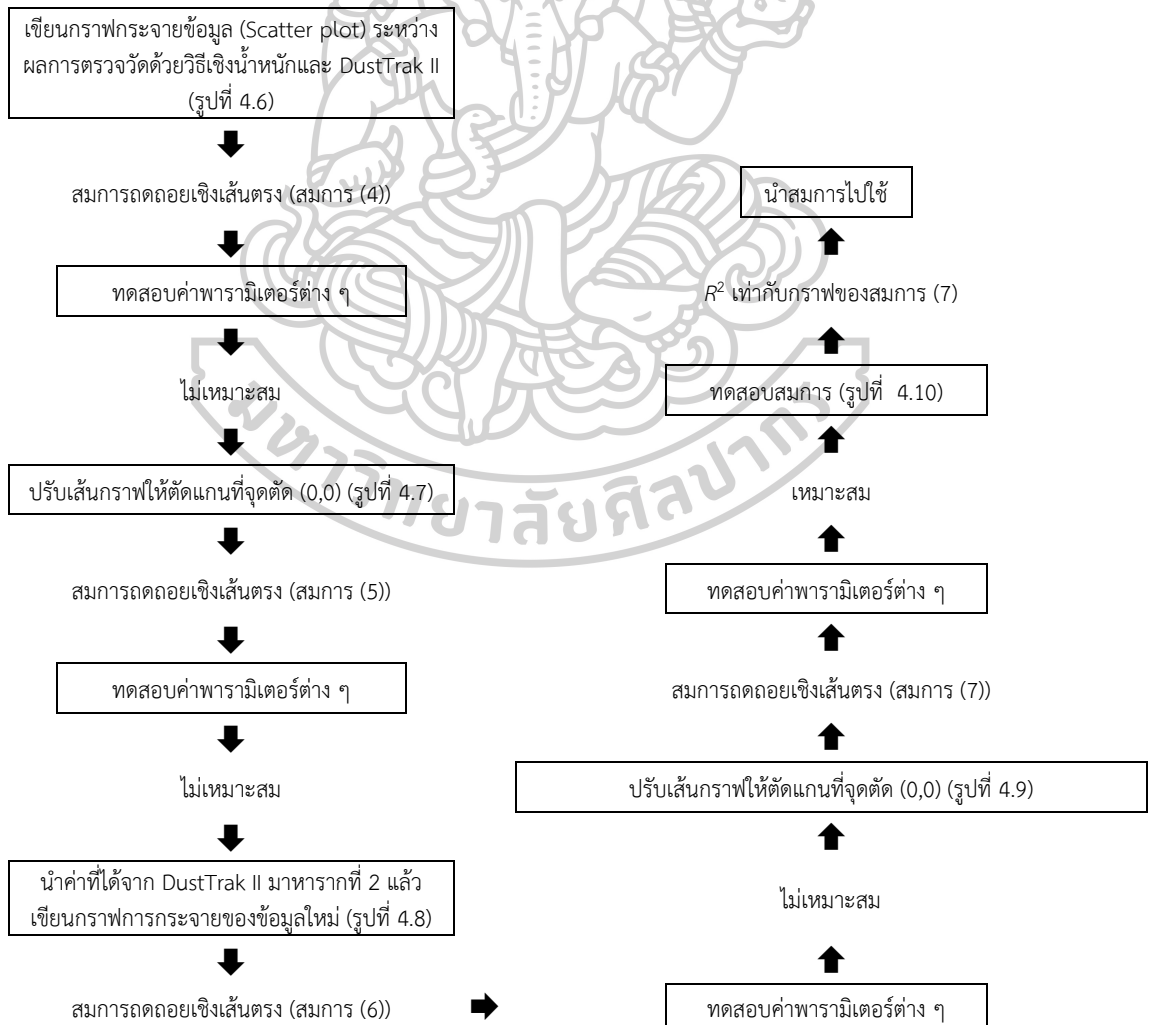 เขียนกราฟกระจายข้อมูล (Scatter plot) ระหว่าง
ผลการตรวจวัดด้วยวิธีเชิงน้ำหนักและ DustTrak II
(รูปที่ 4.6)
สมการถดถอยเชิงเส้นตรง (สมการ (4))
ทดสอบค่าพารามิเตอร์ต่าง ๆ
ไม่เหมาะสม
ปรับเส้นกราฟให้ตัดแกนที่จุดตัด (0,0) (รูปที่ 4.7)
สมการถดถอยเชิงเส้นตรง (สมการ (5))
ทดสอบค่าพารามิเตอร์ต่าง ๆ
ไม่เหมาะสม
นำค่าที่ได้จาก DustTrak II มาหารากที่ 2 แล้ว
เขียนกราฟการกระจายของข้อมูลใหม่ (รูปที่ 4.8)
สมการถดถอยเชิงเส้นตรง (สมการ (6))
ทดสอบค่าพารามิเตอร์ต่าง ๆ
ไม่เหมาะสม
ปรับเส้นกราฟให้ตัดแกนที่จุดตัด (0,0) (รูปที่ 4.9)
สมการถดถอยเชิงเส้นตรง (สมการ (7))
ทดสอบค่าพารามิเตอร์ต่าง ๆ
เหมาะสม
ทดสอบสมการ (รูปที่ 4.10)
R² เท่ากับกราฟของสมการ (7)
นำสมการไปใช้
มหาวิทยาลัยศิลปากร